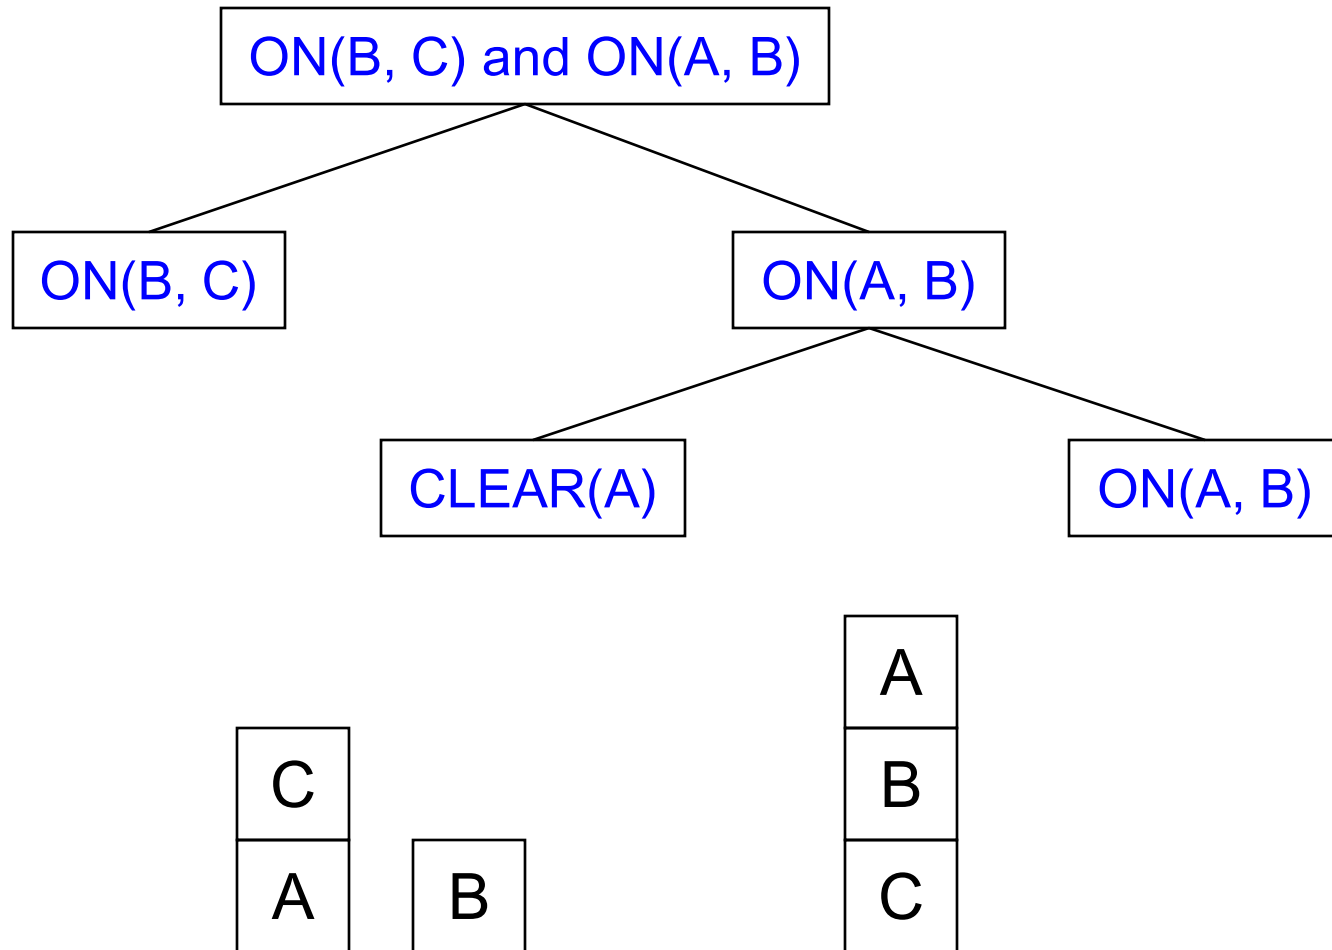 ON(B, C) and ON(A, B)
ON(B, C)
ON(A, B)
CLEAR(A)
ON(A, B)
A
C
B
A
B
C